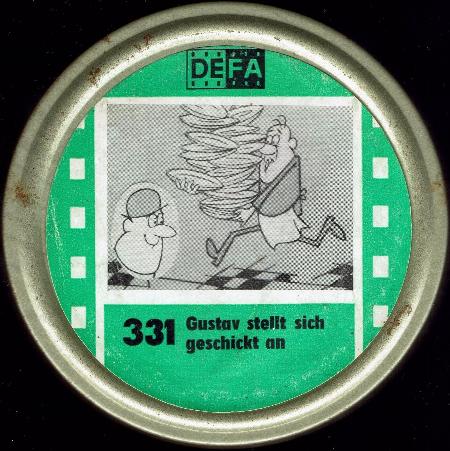 DEFA
331 Gustav stellt sich
geschickt an